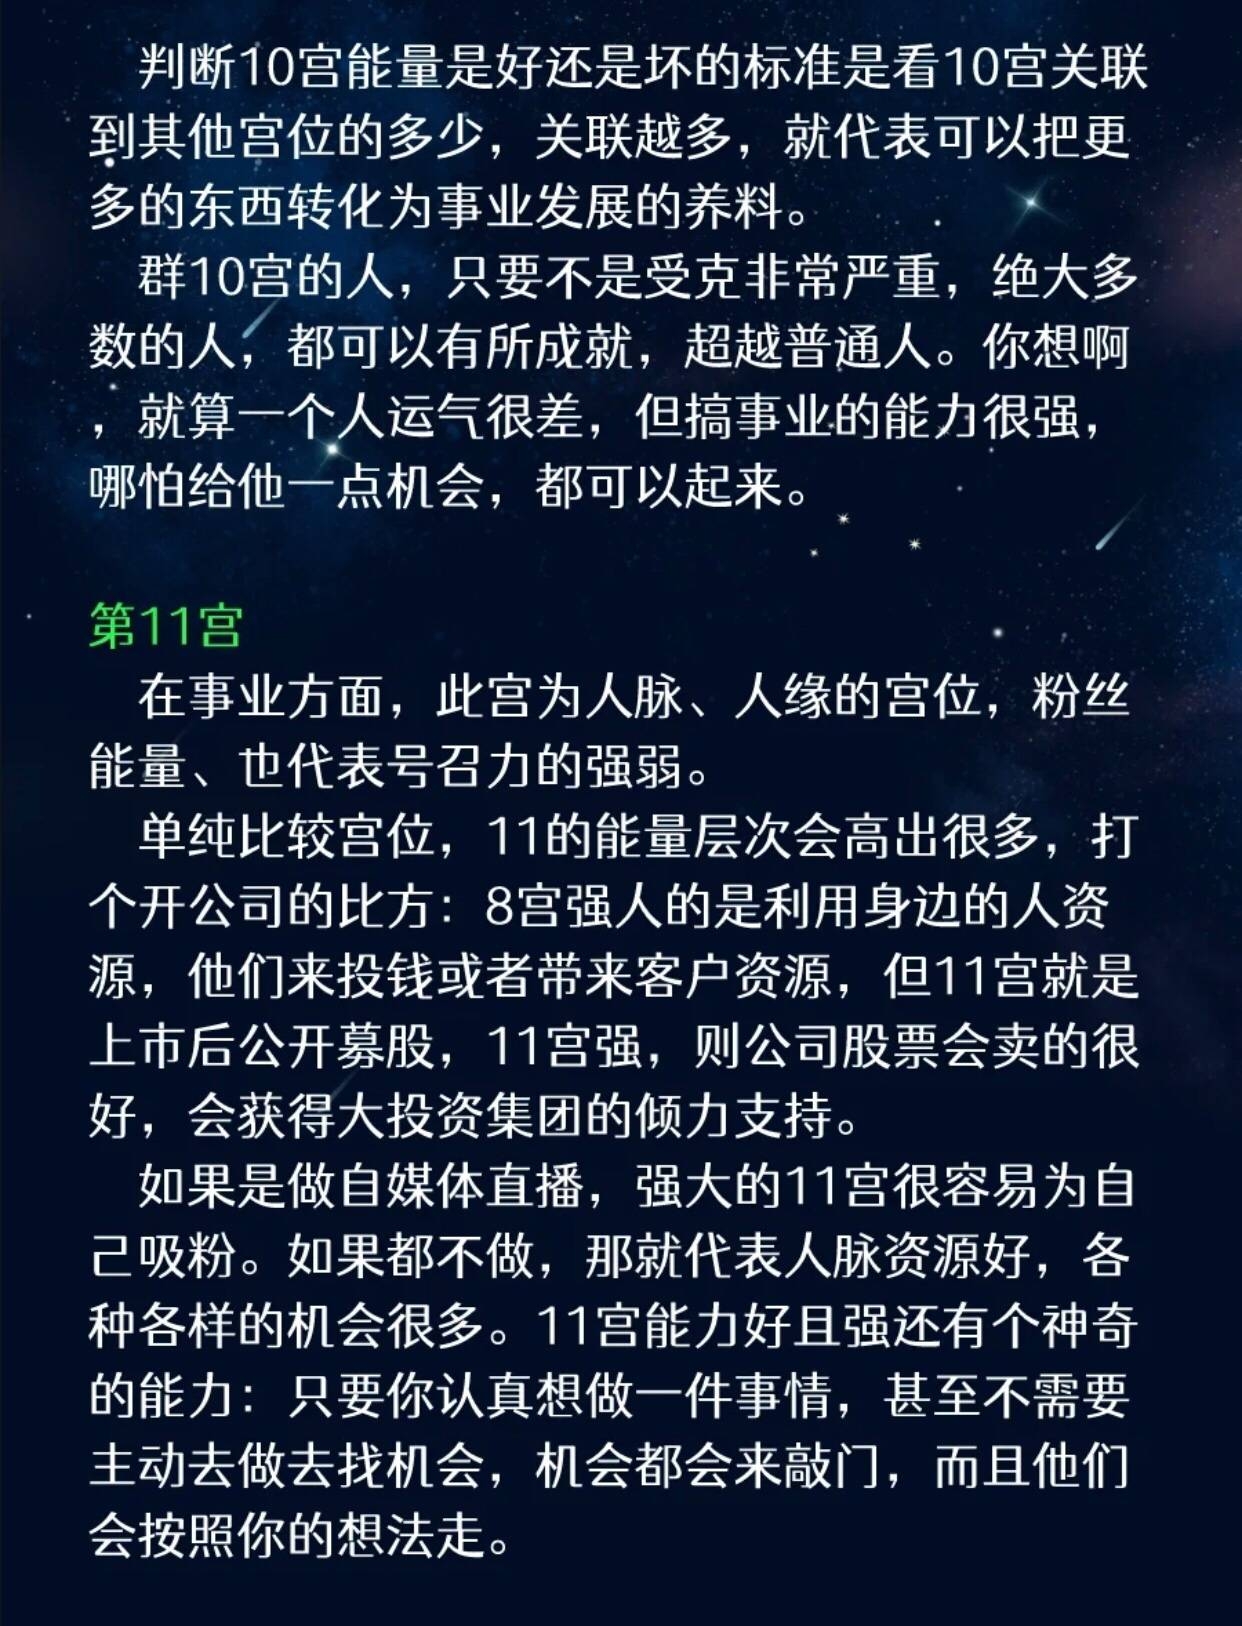 判断10宫能量是好还是坏的标准是看10宫关联
到其他宫位的多少，关联越多，就代表可以把更
多的东西转化为事业发展的养料。
群10宫的人，只要不是受克非常严重，绝大多
数的人，都可以有所成就，超越普通人。你想啊
，就算一个人运气很差，但搞事业的能力很强，
哪怕给他一点机会，都可以起来。
第11宫
在事业方面，此宫为人脉、人缘的宫位，粉丝
能量、也代表号召力的强弱。
单纯比较宫位，11的能量层次会高出很多，打
个开公司的比方：8宫强人的是利用身边的人资
源，他们来投钱或者带来客户资源，但11宫就是
上市后公开募股，11宫强，则公司股票会卖的很
好，会获得大投资集团的倾力支持。
如果是做自媒体直播，强大的11宫很容易为自
己吸粉。如果都不做，那就代表人脉资源好，各
种各样的机会很多。11宫能力好且强还有个神奇
的能力：只要你认真想做一件事情，甚至不需要
主动去做去找机会，机会都会来敲门，而且他们
会按照你的想法走。